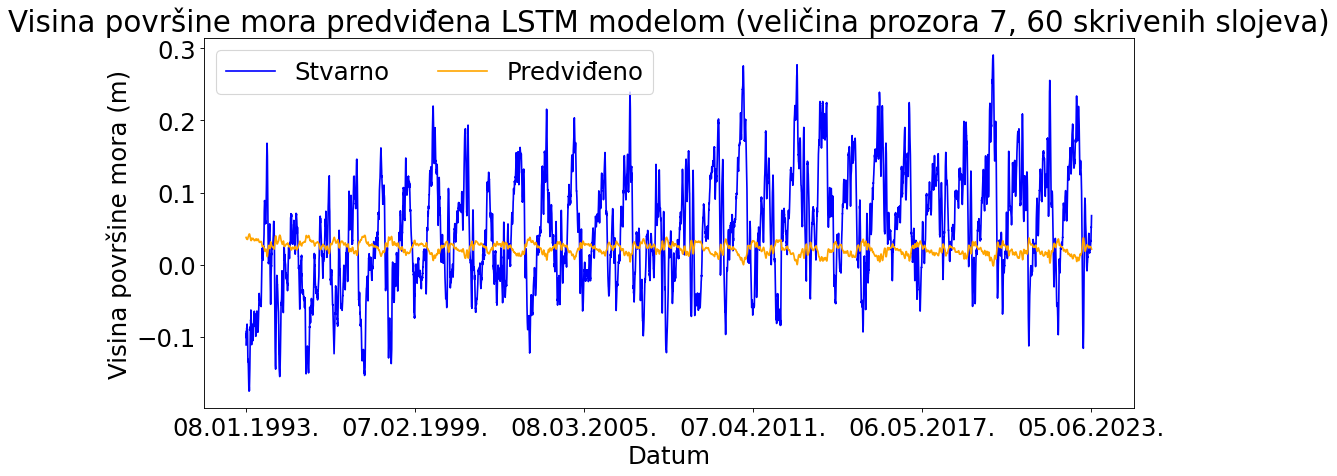 Visina površine mora predviđena LSTM modelom (veličina prozora 7, 60 skrivenih slojeva)
Stvarno Predviđeno
Visina površine mora (m)
0.3
0.2
0.1
0.0
−0.1
08.01.1993. 07.02.1999. 08.03.2005. 07.04.2011. 06.05.2017. 05.06.2023.
Datum